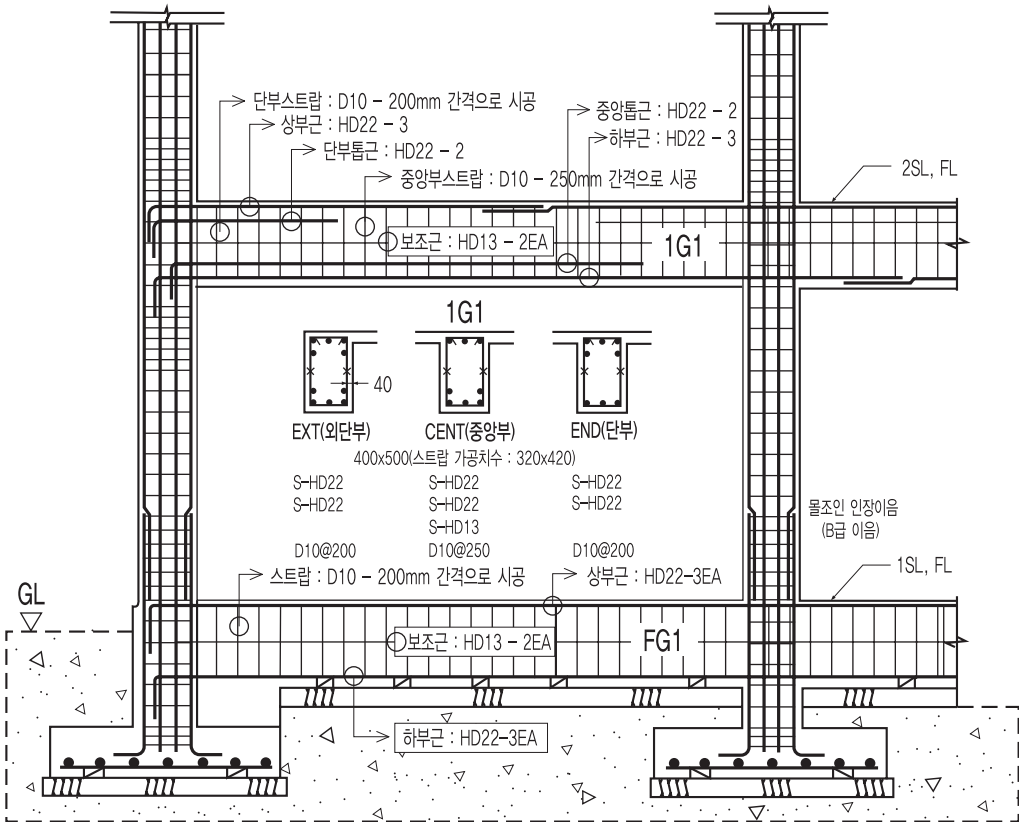 단부스트랍 : D10 - 200mm 간격으로 시공
상부근 : HD22 - 3
단부톱근 : HD22 - 2
중앙부스트랍 : D10 - 250mm 간격으로 시공
중앙톱근 : HD22 - 2
하부근 : HD22 - 3
2SL, FL
보조근 : HD13 - 2EA
1G1
1G1
40
EXT(외단부)
CENT(중앙부)
END(단부)
400x500(스트랍 가공치수 : 320x420)
S-HD22
S-HD22
S-HD22
S-HD22
S-HD22
S-HD22
S-HD13
D10@200
D10@250
D10@200
몰조인 인장이음
(B급 이음)
스트랍 : D10 - 200mm 간격으로 시공
상부근 : HD22-3EA
1SL, FL
GL
보조근 : HD13 - 2EA
FG1
하부근 : HD22-3EA